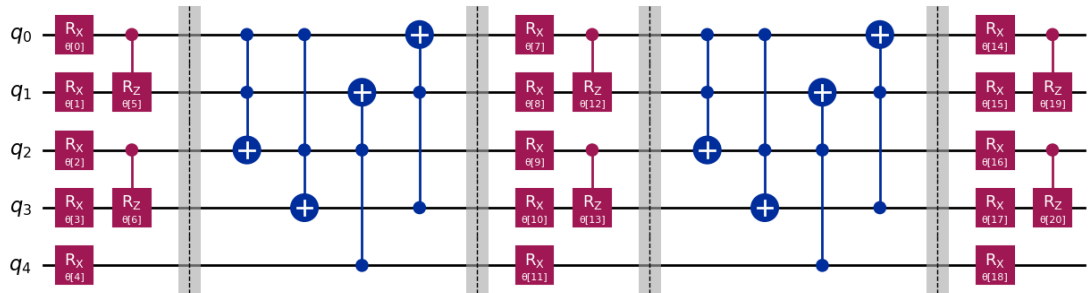 q0 RX θ[0] RX θ[7] RX θ[14]
q1 RX θ[1] RZ θ[5] RX θ[8] RZ θ[12] RX θ[15] RZ θ[19]
q2 RX θ[2] RX θ[9] RX θ[16]
q3 RX θ[3] RZ θ[6] RX θ[10] RZ θ[13] RX θ[17] RZ θ[20]
q4 RX θ[4] RX θ[11] RX θ[18]